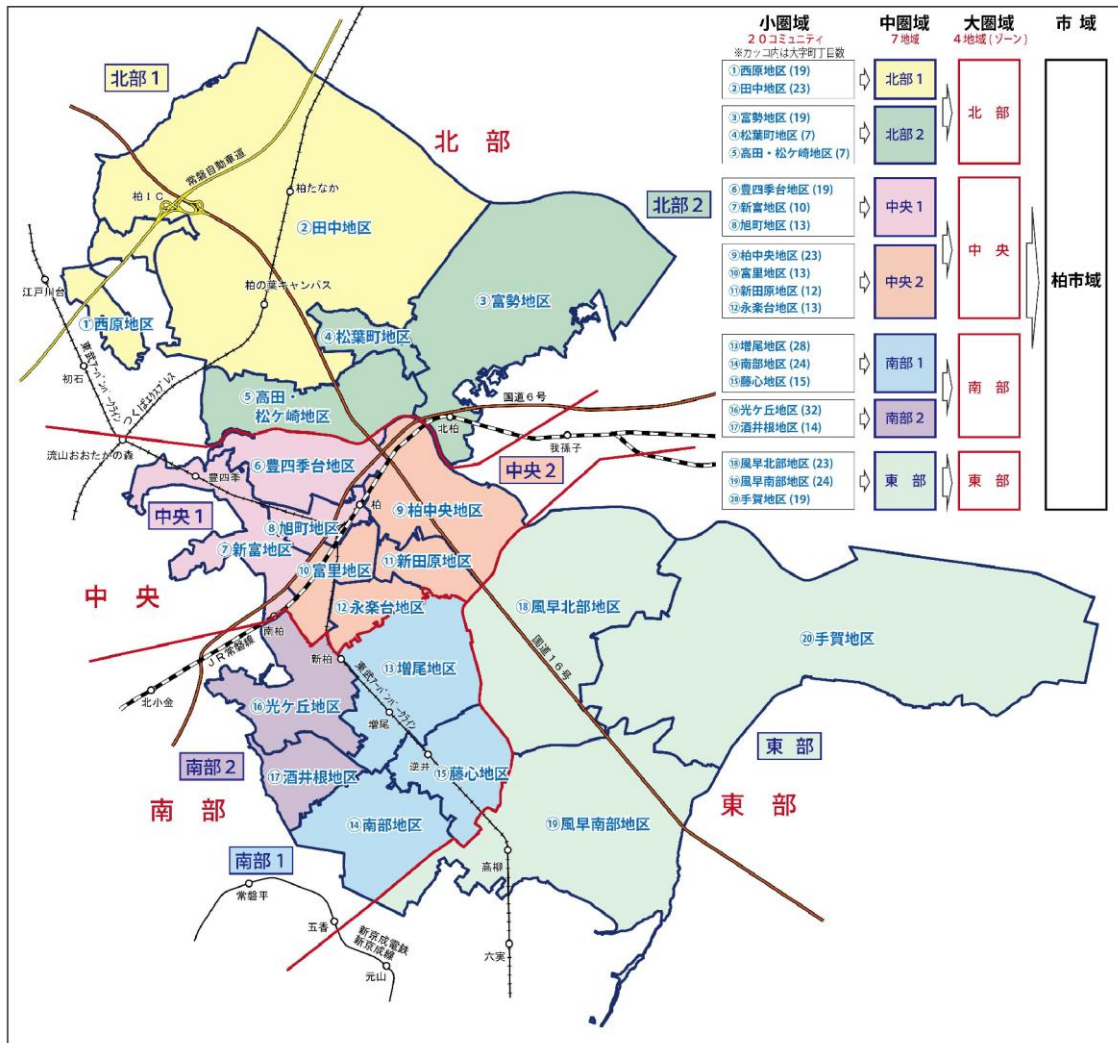 小圏域
20コミュニティ
※カッコ内は大字町丁目数
中圏域
7地域
大圏域
4地域(ゾーン)
市域
①西原地区(19)
②田中地区(23)
北部1
③富勢地区(19)
④松葉町地区(7)
⑤高田・松ケ崎地区(7)
北部2
北部
⑥豊四季台地区(19)
⑦新富地区(10)
⑧旭町地区(13)
中央1
⑨柏中央地区(23)
⑩富里地区(13)
⑪新田原地区(12)
⑫永楽台地区(13)
中央2
中央
⑬増尾地区(28)
⑭南部地区(24)
⑮藤心地区(15)
南部1
⑯光ケ丘地区(32)
⑰酒井根地区(14)
南部2
南部
⑱風早北部地区(23)
⑲風早南部地区(24)
⑳手賀地区(19)
東部
東部
柏市域
北部1
北部
常磐自動車道
柏IC
柏たなか
②田中地区
北部2
江戸川台
柏の葉キャンパス
③富勢地区
①西原地区
④松葉町地区
東武アーバンパークライン
初石
つくばエクスプレス
⑤高田・
松ケ崎地区
国道6号
北柏
我孫子
流山おおたかの森
豊四季
⑥豊四季台地区
中央2
中央1
柏
⑨柏中央地区
⑧旭町地区
⑦新富地区
⑩富里地区
⑪新田原地区
中央
⑫永楽台地区
⑱風早北部地区
⑳手賀地区
南柏
JR常磐線
新柏
国道16号
⑬増尾地区
東武アーバンパークライン
北小金
⑯光ケ丘地区
増尾
南部2
東部
⑰酒井根地区
逆井
⑮藤心地区
南部
東部
⑭南部地区
⑲風早南部地区
南部1
高柳
常盤平
五香
新京成電鉄
新京成線
元山
六実